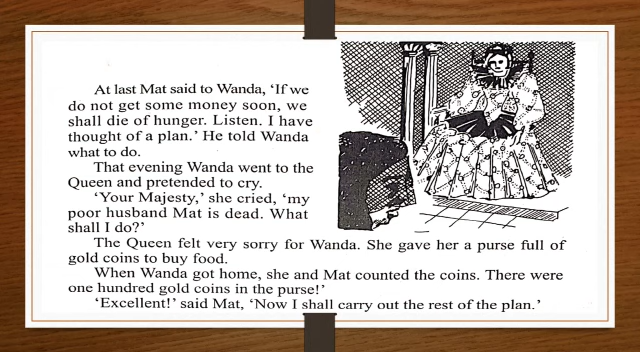 At last Mat said to Wanda, ‘If we
do not get some money soon, we
shall die of hunger. Listen. I have
thought of a plan.’ He told Wanda
what to do.
That evening Wanda went to the
Queen and pretended to cry.
‘Your Majesty,’ she cried, ‘my
poor husband Mat is dead. What
shall I do?’
The Queen felt very sorry for Wanda. She gave her a purse full of
gold coins to buy food.
When Wanda got home, she and Mat counted the coins. There were
one hundred gold coins in the purse!’
‘Excellent!’ said Mat, ‘Now I shall carry out the rest of the plan.’